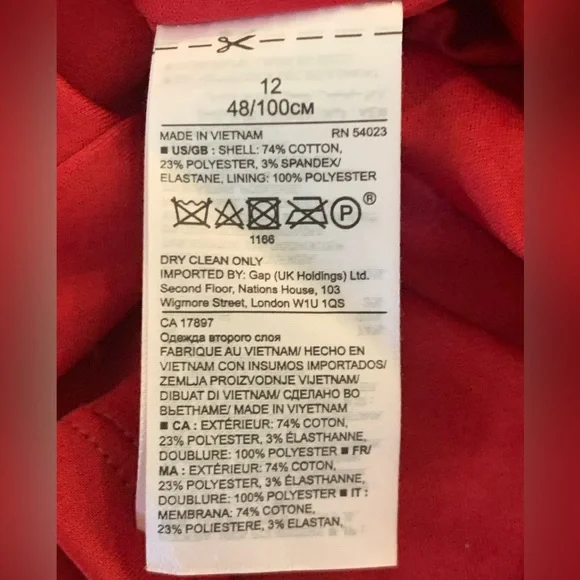 12
48/100CM
MADE IN VIETNAM RN 54023
■ US/GB : SHELL: 74% COTTON,
23% POLYESTER, 3% SPANDEX/
ELASTANE, LINING: 100% POLYESTER
P ®
1166
DRY CLEAN ONLY
IMPORTED BY: Gap (UK Holdings) Ltd.
Second Floor, Nations House, 103
Wigmore Street, London W1U 1QS
CA 17897
Одежда второго слоя
FABRIQUE AU VIETNAM/ HECHO EN
VIETNAM CON INSUMOS IMPORTADOS/
ZEMLJA PROIZVODNJE VIJETNAM/
DIBUAT DI VIETNAM/ СДЕЛАНО ВО
ВЬЕТНАМЕ/ MADE IN VIYETNAM
■ CA : EXTÉRIEUR: 74% COTON,
23% POLYESTER, 3% ÉLASTHANNE,
DOUBLURE: 100% POLYESTER ■ FR/
MA : EXTÉRIEUR: 74% COTON,
23% POLYESTER, 3% ÉLASTHANNE,
DOUBLURE: 100% POLYESTER ■ IT :
MEMBRANA: 74% COTONE,
23% POLIESTERE, 3% ELASTAN,